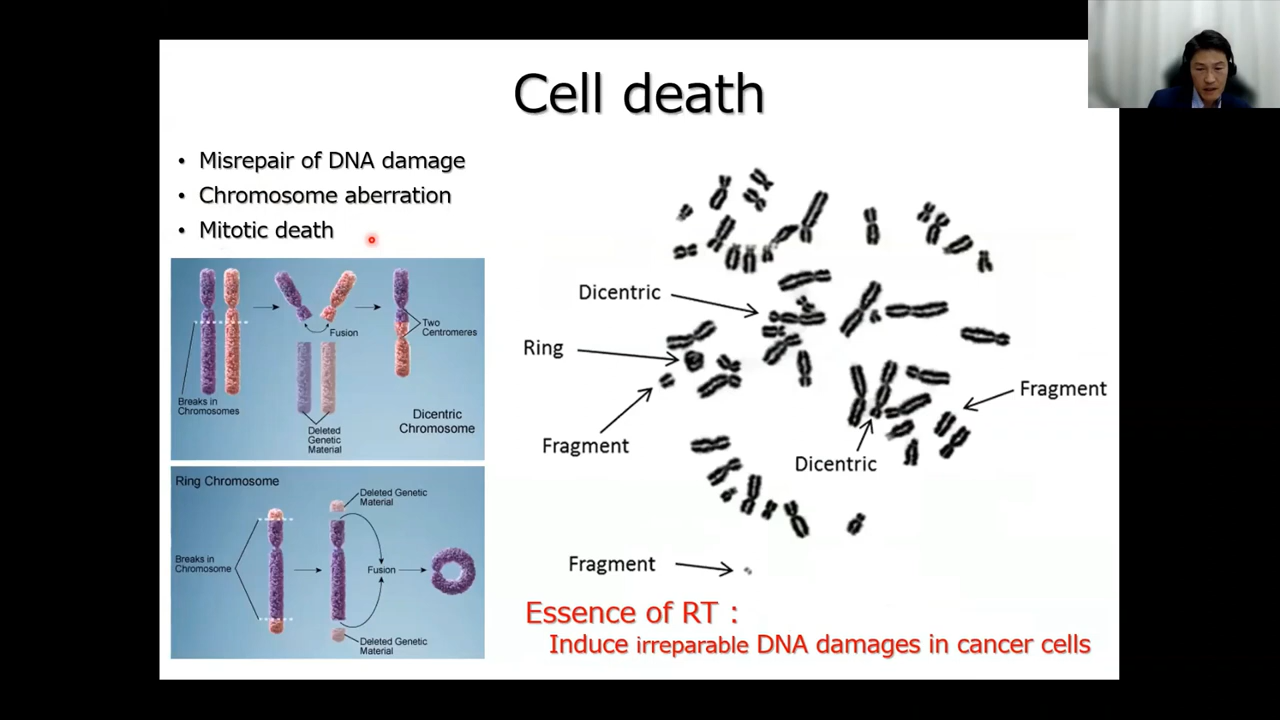 Cell death
• Misrepair of DNA damage
• Chromosome aberration
• Mitotic death
Fusion
Two
Centromeres
Breaks in
Chromosomes
Deleted
Genetic
Material
Dicentric
Chromosome
Ring Chromosome
Deleted Genetic
Material
Breaks in
Chromosome
Fusion
Deleted Genetic
Material
Dicentric
Ring
Fragment
Fragment
Dicentric
Fragment
Essence of RT :
Induce irreparable DNA damages in cancer cells